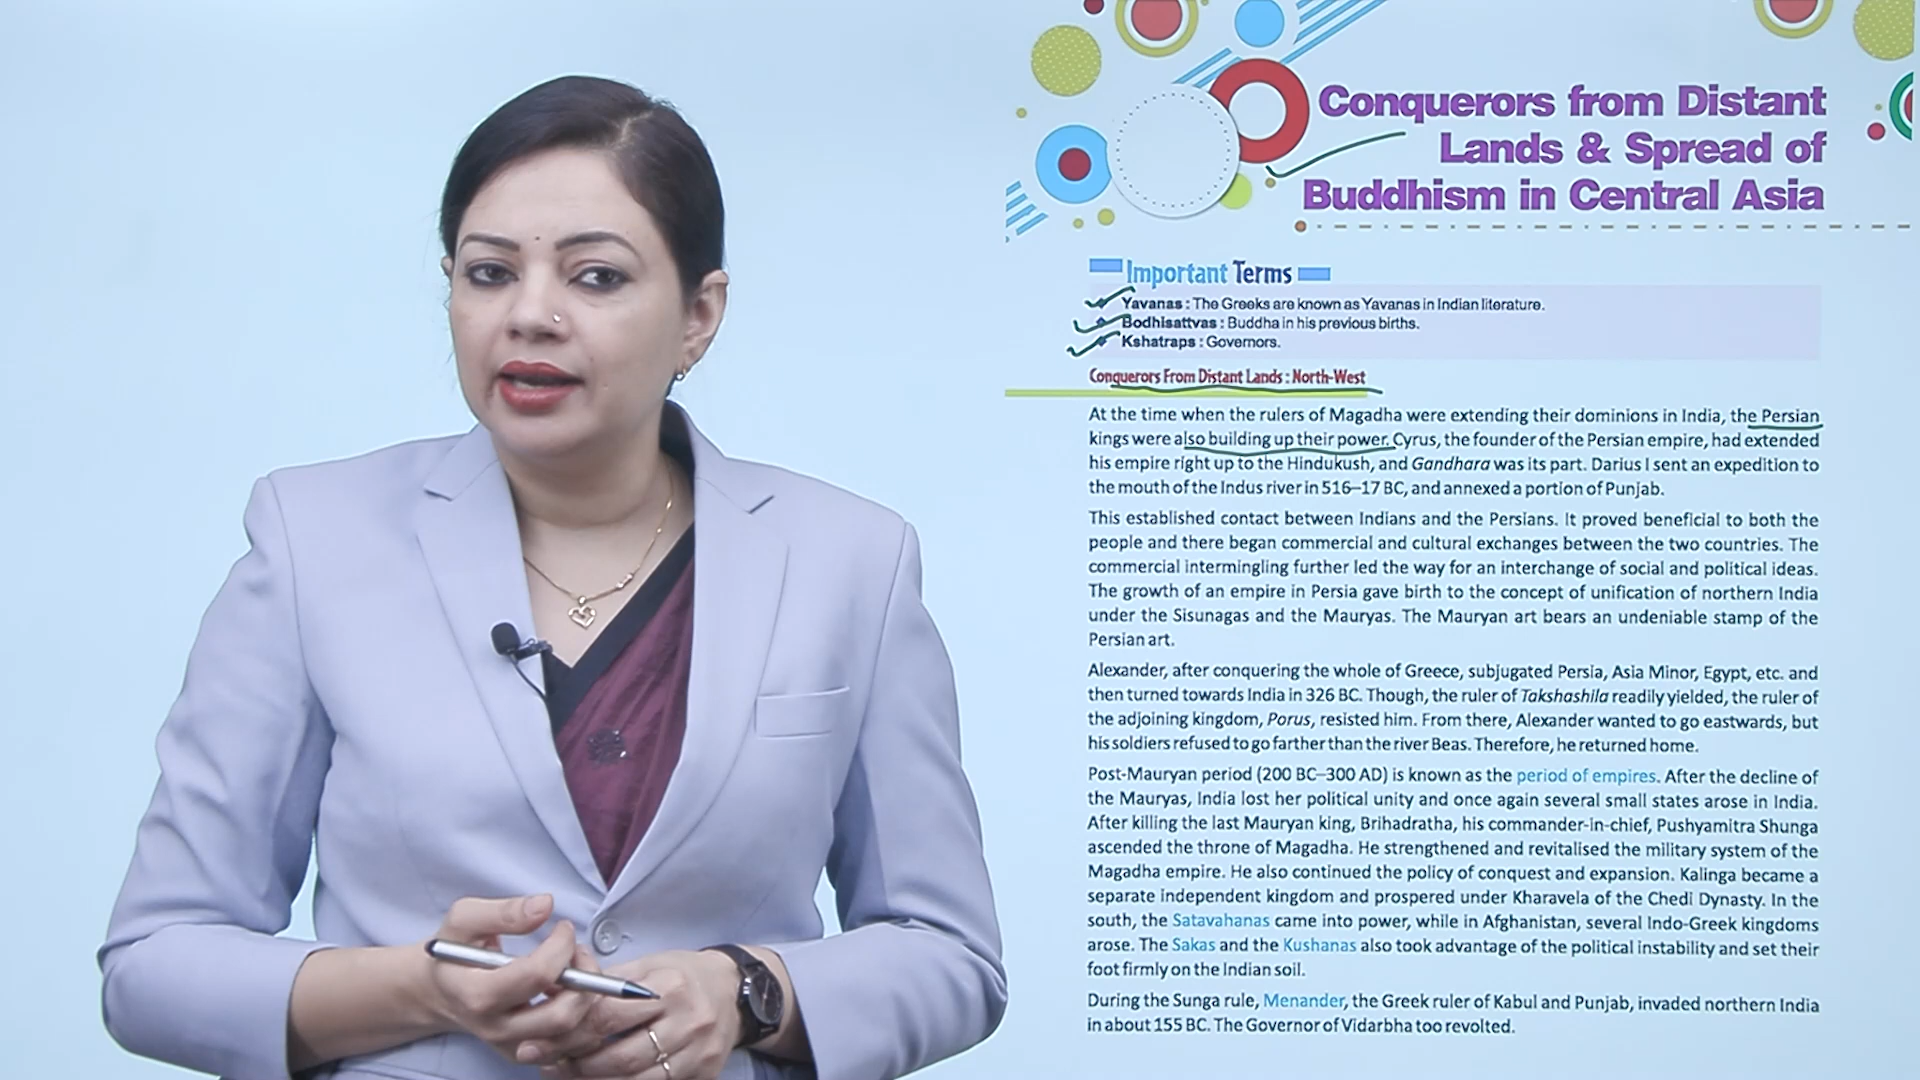 Conquerors from Distant
Lands & Spread of
Buddhism in Central Asia
Important Terms
Yavanas : The Greeks are known as Yavanas in Indian literature.
Bodhisattvas : Buddha in his previous births.
Kshatraps : Governors.
Conquerors From Distant Lands : North-West
At the time when the rulers of Magadha were extending their dominions in India, the Persian
kings were also building up their power. Cyrus, the founder of the Persian empire, had extended
his empire right up to the Hindukush, and Gandhara was its part. Darius I sent an expedition to
the mouth of the Indus river in 516–17 BC, and annexed a portion of Punjab.
This established contact between Indians and the Persians. It proved beneficial to both the
people and there began commercial and cultural exchanges between the two countries. The
commercial intermingling further led the way for an interchange of social and political ideas.
The growth of an empire in Persia gave birth to the concept of unification of northern India
under the Sisunagas and the Mauryas. The Mauryan art bears an undeniable stamp of the
Persian art.
Alexander, after conquering the whole of Greece, subjugated Persia, Asia Minor, Egypt, etc. and
then turned towards India in 326 BC. Though, the ruler of Takshashila readily yielded, the ruler of
the adjoining kingdom, Porus, resisted him. From there, Alexander wanted to go eastwards, but
his soldiers refused to go farther than the river Beas. Therefore, he returned home.
Post-Mauryan period (200 BC–300 AD) is known as the period of empires. After the decline of
the Mauryas, India lost her political unity and once again several small states arose in India.
After killing the last Mauryan king, Brihadratha, his commander-in-chief, Pushyamitra Shunga
ascended the throne of Magadha. He strengthened and revitalised the military system of the
Magadha empire. He also continued the policy of conquest and expansion. Kalinga became a
separate independent kingdom and prospered under Kharavela of the Chedi Dynasty. In the
south, the Satavahanas came into power, while in Afghanistan, several Indo-Greek kingdoms
arose. The Sakas and the Kushanas also took advantage of the political instability and set their
foot firmly on the Indian soil.
During the Sunga rule, Menander, the Greek ruler of Kabul and Punjab, invaded northern India
in about 155 BC. The Governor of Vidarbha too revolted.